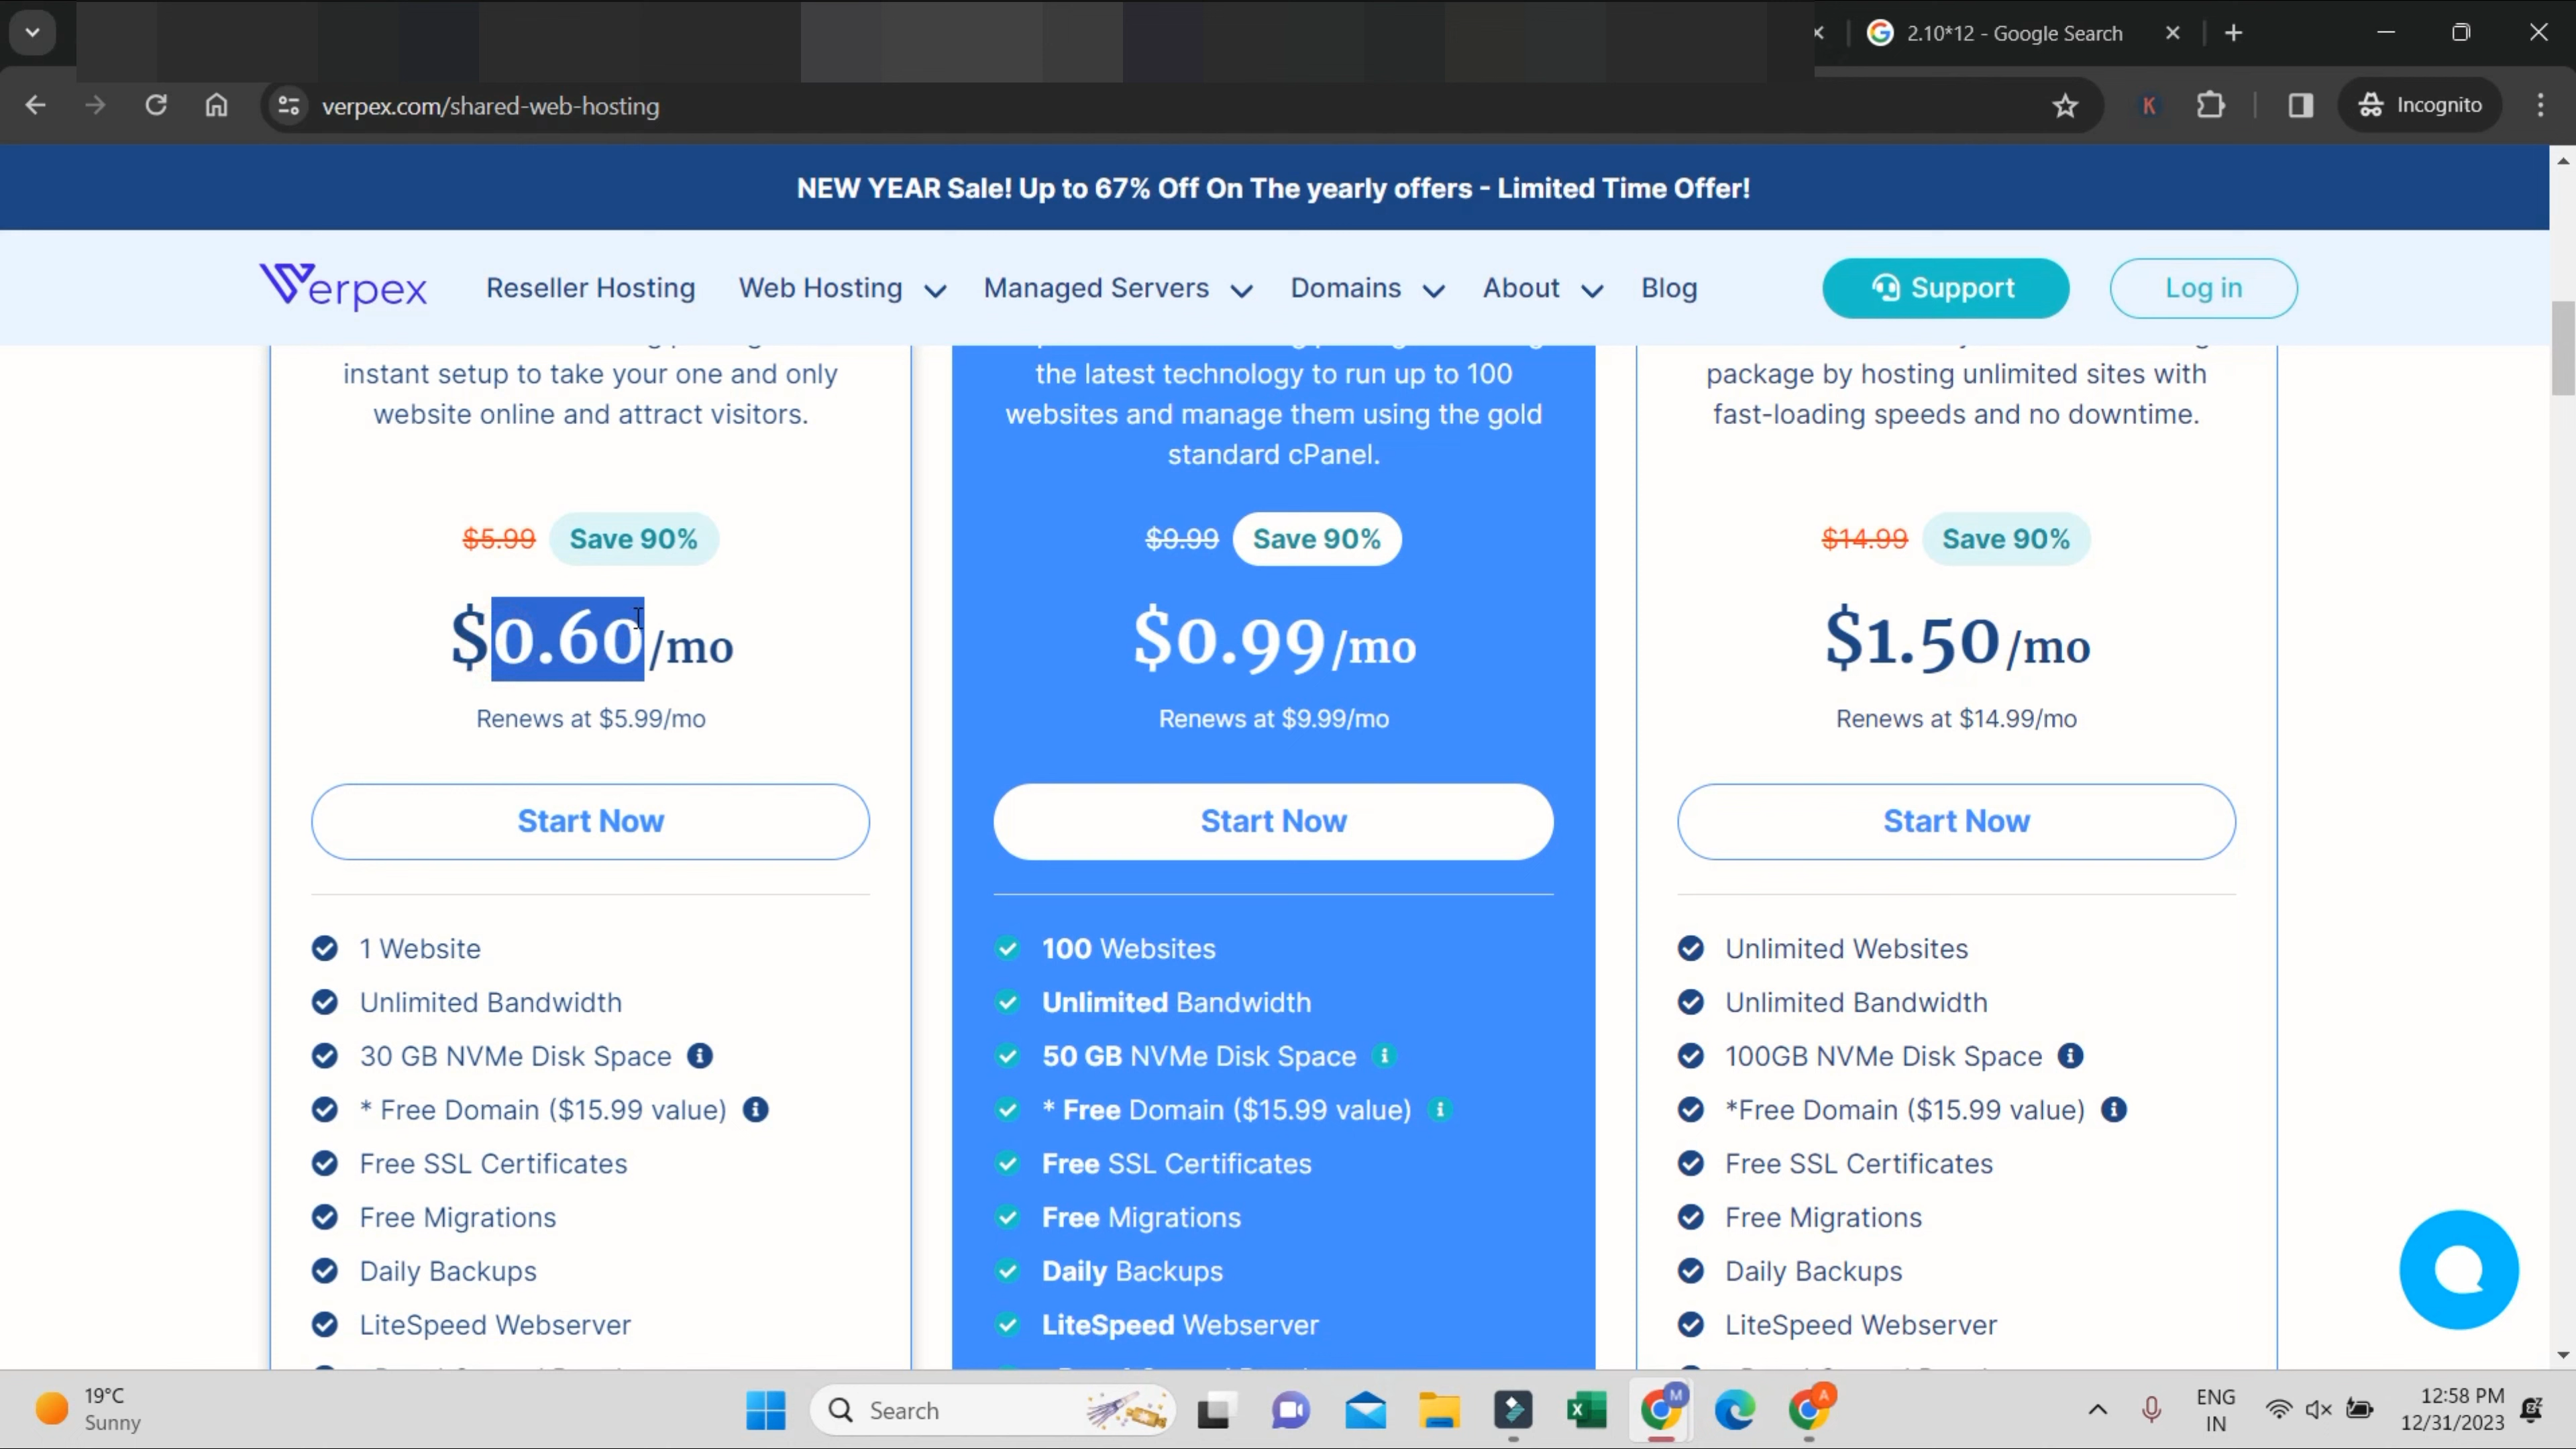 2.10*12 - Google Search
verpex.com/shared-web-hosting
K
Incognito
NEW YEAR Sale! Up to 67% Off On The yearly offers - Limited Time Offer!
Verpex
Reseller Hosting
Web Hosting
Managed Servers
Domains
About
Blog
Support
Log in
instant setup to take your one and only
website online and attract visitors.
$5.99
Save 90%
$0.60/mo
Renews at $5.99/mo
Start Now
1 Website
Unlimited Bandwidth
30 GB NVMe Disk Space
* Free Domain ($15.99 value)
Free SSL Certificates
Free Migrations
Daily Backups
LiteSpeed Webserver
the latest technology to run up to 100
websites and manage them using the gold
standard cPanel.
$9.99
Save 90%
$0.99/mo
Renews at $9.99/mo
Start Now
100 Websites
Unlimited Bandwidth
50 GB NVMe Disk Space
* Free Domain ($15.99 value)
Free SSL Certificates
Free Migrations
Daily Backups
LiteSpeed Webserver
package by hosting unlimited sites with
fast-loading speeds and no downtime.
$14.99
Save 90%
$1.50/mo
Renews at $14.99/mo
Start Now
Unlimited Websites
Unlimited Bandwidth
100GB NVMe Disk Space
*Free Domain ($15.99 value)
Free SSL Certificates
Free Migrations
Daily Backups
LiteSpeed Webserver
19°C
Sunny
Search
M
A
ENG
IN
12:58 PM
12/31/2023